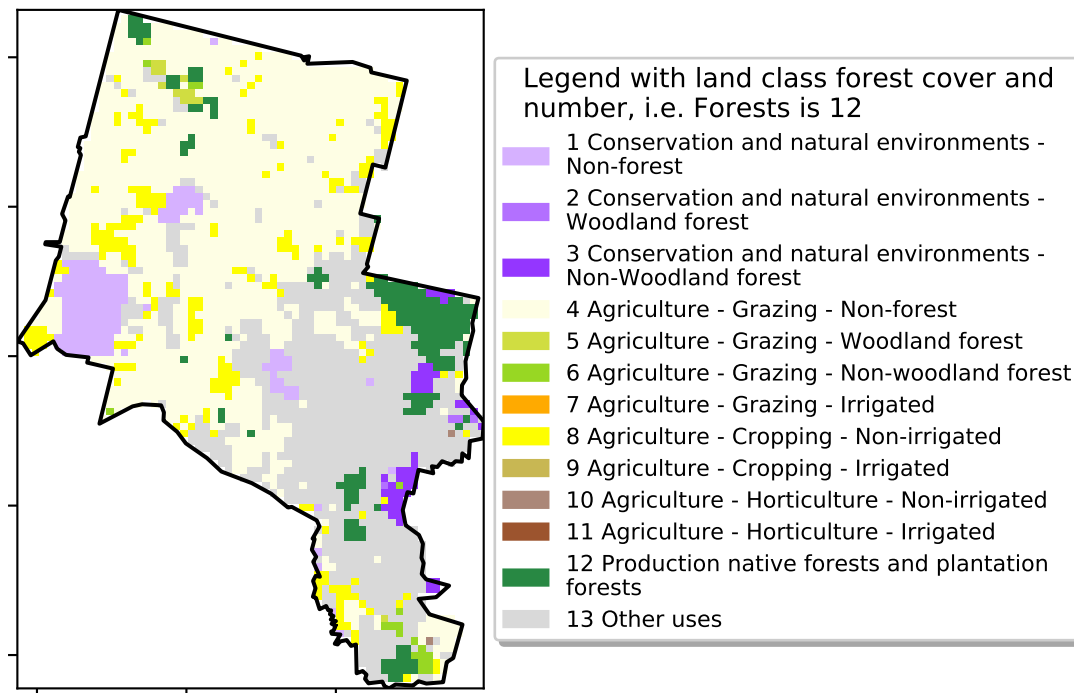 Legend with land class forest cover and
number, i.e. Forests is 12
1 Conservation and natural environments -
Non-forest
2 Conservation and natural environments -
Woodland forest
3 Conservation and natural environments -
Non-Woodland forest
4 Agriculture - Grazing - Non-forest
5 Agriculture - Grazing - Woodland forest
6 Agriculture - Grazing - Non-woodland forest
7 Agriculture - Grazing - Irrigated
8 Agriculture - Cropping - Non-irrigated
9 Agriculture - Cropping - Irrigated
10 Agriculture - Horticulture - Non-irrigated
11 Agriculture - Horticulture - Irrigated
12 Production native forests and plantation
forests
13 Other uses